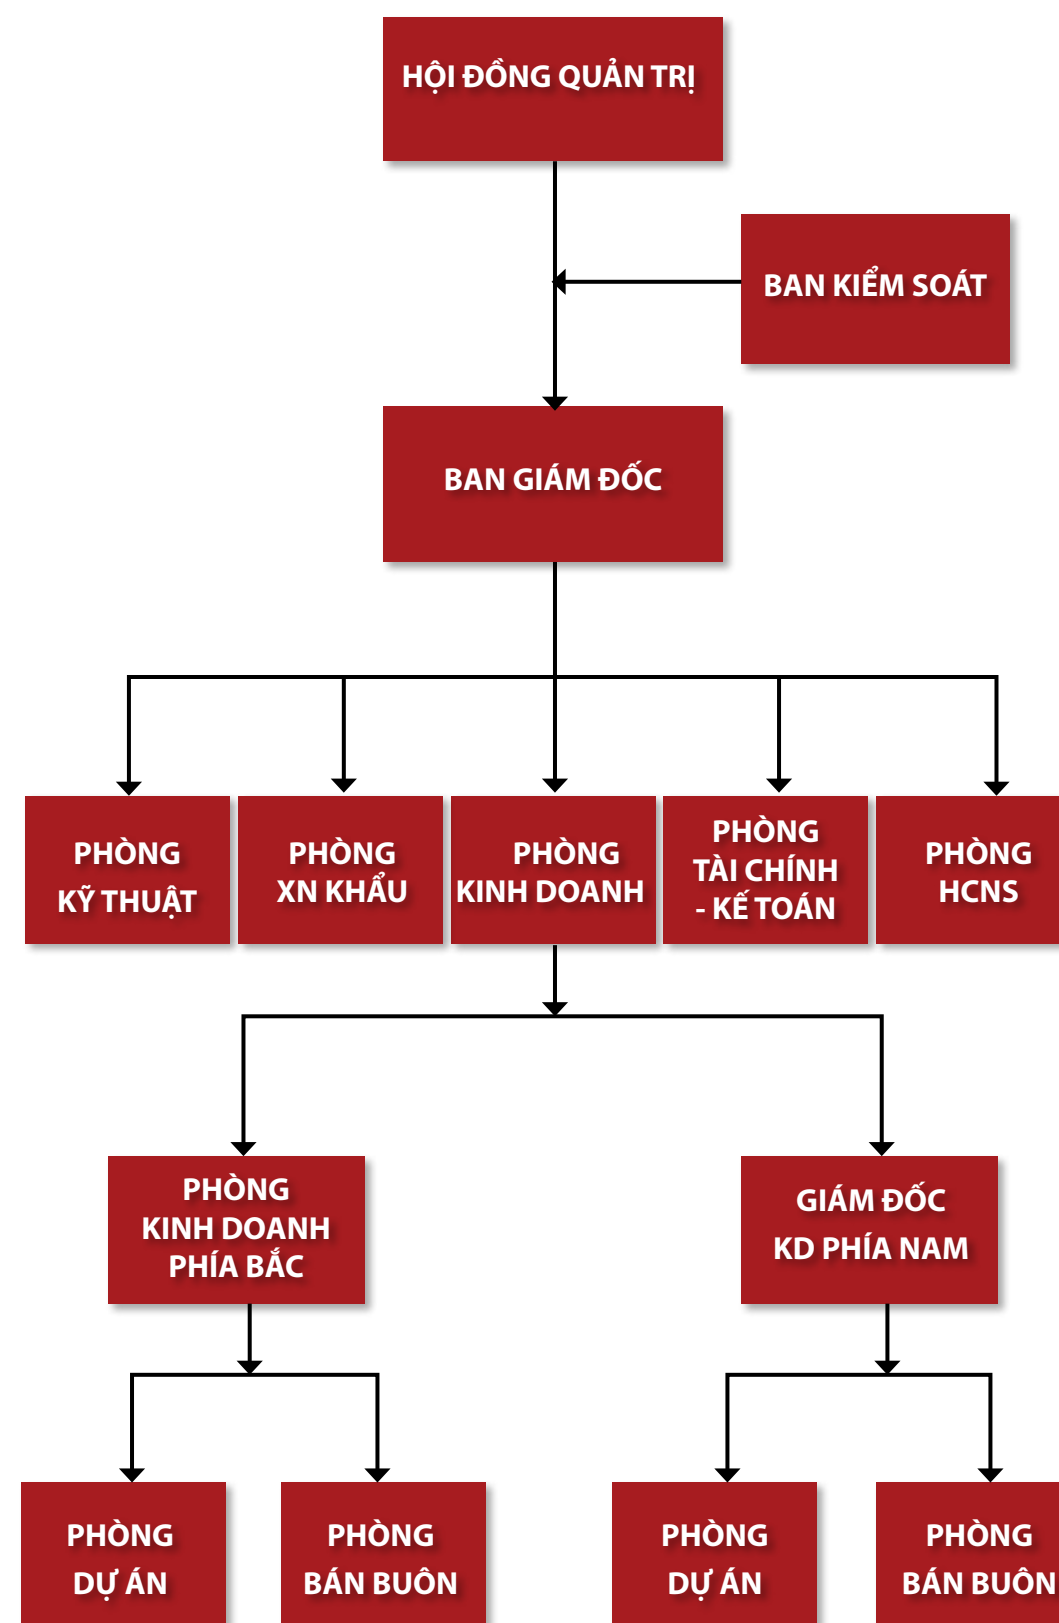 HỘI ĐỒNG QUẢN TRỊ
BAN KIỂM SOÁT
BAN GIÁM ĐỐC
PHÒNG
KỸ THUẬT
PHÒNG
XN KHẨU
PHÒNG
KINH DOANH
PHÒNG
TÀI CHÍNH
- KẾ TOÁN
PHÒNG
HCNS
PHÒNG
KINH DOANH
PHÍA BẮC
GIÁM ĐỐC
KD PHÍA NAM
PHÒNG
DỰ ÁN
PHÒNG
BÁN BUÔN
PHÒNG
DỰ ÁN
PHÒNG
BÁN BUÔN